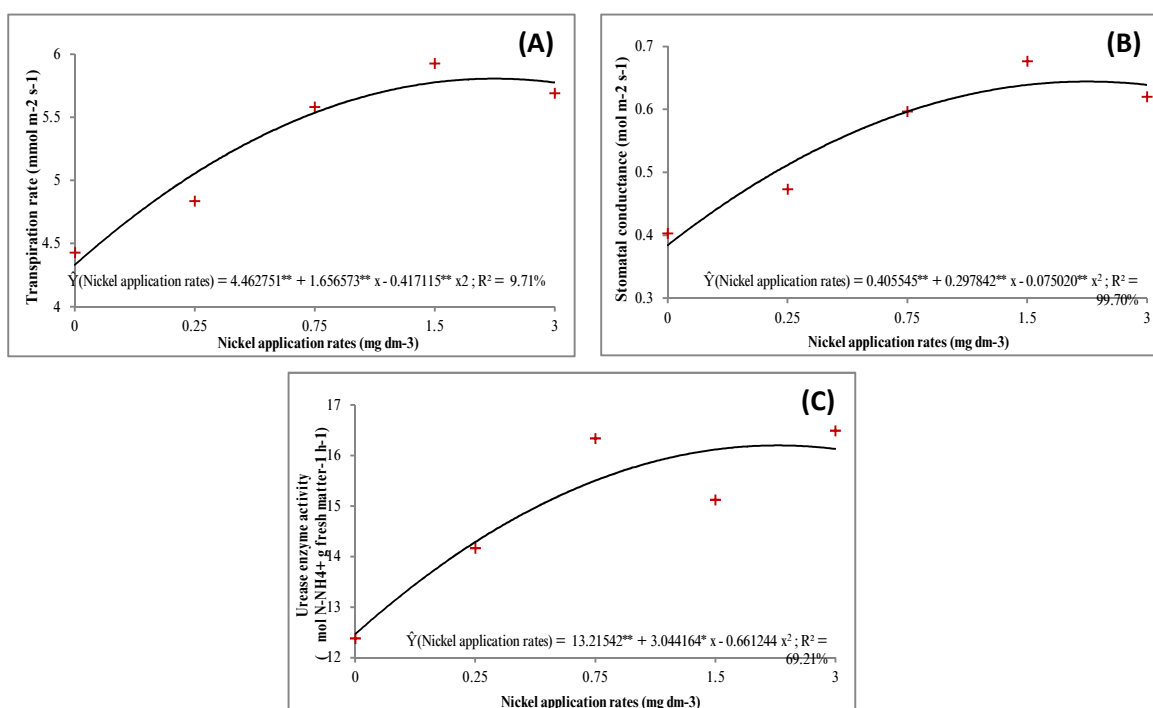 (A)
Transpiration rate (mmol m-2 s-1)
6
5.5
5
4.5
4
Ŷ(Nickel application rates) = 4.462751** + 1.656573** x - 0.417115** x2 ; R² = 9.71%
0 0.25 0.75 1.5 3
Nickel application rates (mg dm-3)
(B)
Stomatal conductance (mol m-2 s-1)
0.7
0.6
0.5
0.4
0.3
Ŷ(Nickel application rates) = 0.405545** + 0.297842** x - 0.075020** x² ; R² =
99.70%
0 0.25 0.75 1.5 3
Nickel application rates (mg dm-3)
(C)
Urease enzyme activity
( mol N-NH4+ g fresh matter-1 h-1)
17
16
15
14
13
12
Ŷ(Nickel application rates) = 13.21542** + 3.044164* x - 0.661244 x² ; R² =
69.21%
0 0.25 0.75 1.5 3
Nickel application rates (mg dm-3)